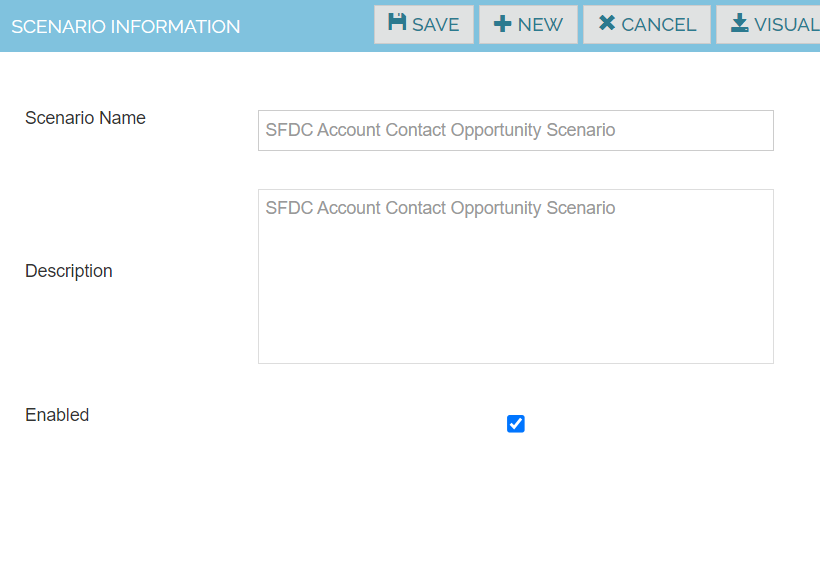 SCENARIO INFORMATION
SAVE
NEW
CANCEL
VISUAL
Scenario Name
SFDC Account Contact Opportunity Scenario
SFDC Account Contact Opportunity Scenario
Description
Enabled